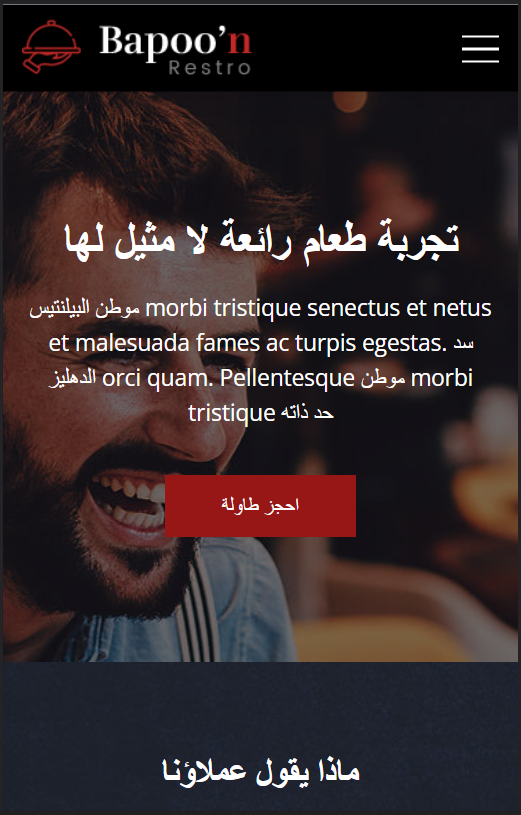 Bapoo’n
Restro
تجربة طعام رائعة لا مثيل لها
موطن البيلنتيس morbi tristique senectus et netus
et malesuada fames ac turpis egestas. سد
الدهليز orci quam. Pellentesque موطن morbi
tristique حد ذاته
احجز طاولة
ماذا يقول عملاؤنا